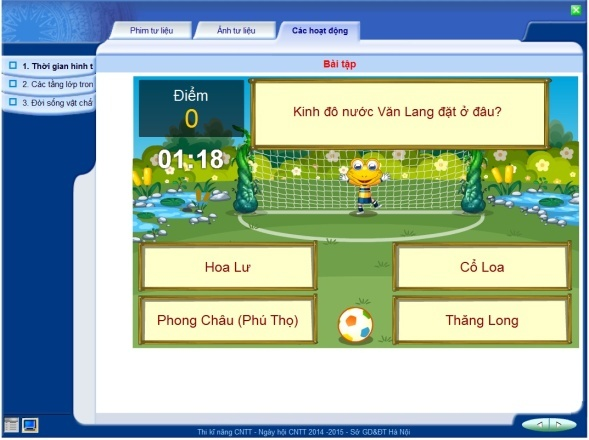 Phim tư liệu
Ảnh tư liệu
Các hoạt động
1. Thời gian hình t
2. Các tầng lớp tron
3. Đời sống vật chất
Bài tập
Điểm
0
01:18
Kinh đô nước Văn Lang đặt ở đâu?
Hoa Lư
Cổ Loa
Phong Châu (Phú Thọ)
Thăng Long
Thi kĩ năng CNTT - Ngày hội CNTT 2014 -2015 - Sở GD&ĐT Hà Nội